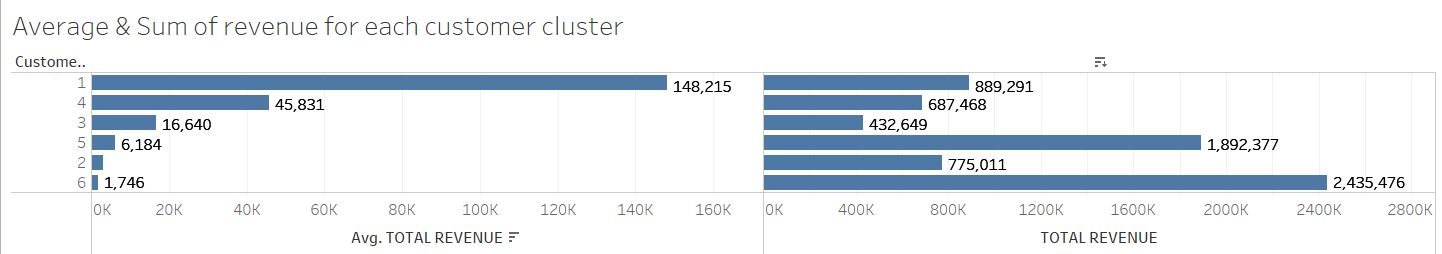 Average & Sum of revenue for each customer cluster
Custome..
1 148,215 889,291
4 45,831 687,468
3 16,640 432,649
5 6,184 1,892,377
2 775,011
6 1,746 2,435,476
0K 20K 40K 60K 80K 100K 120K 140K 160K 0K 400K 800K 1200K 1600K 2000K 2400K 2800K
Avg. TOTAL REVENUE TOTAL REVENUE